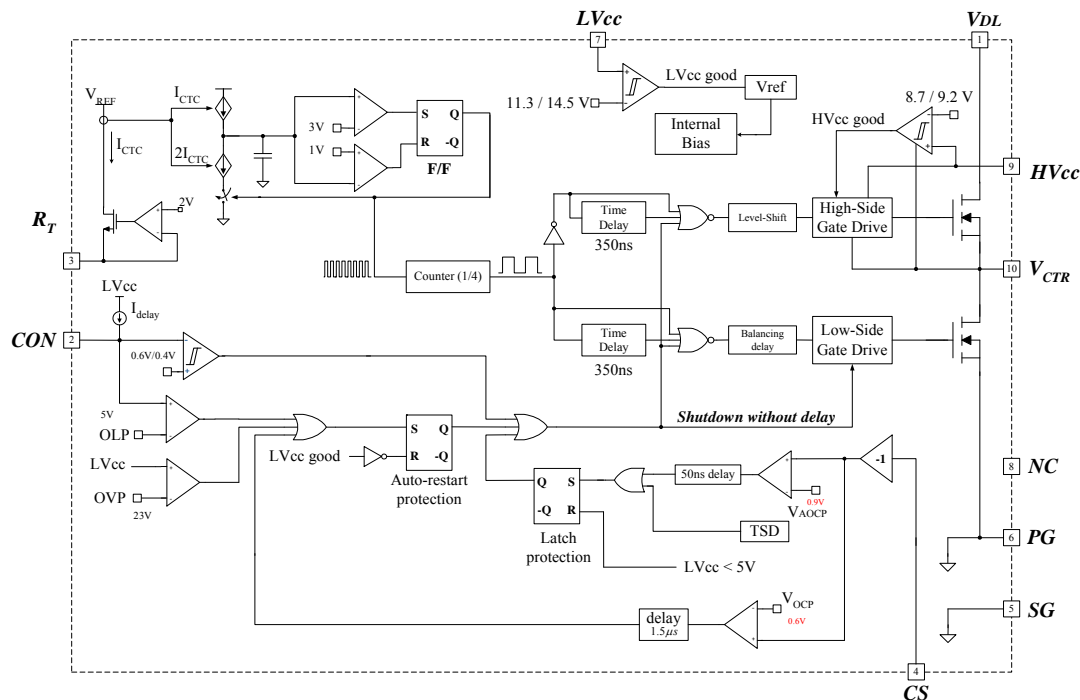 LVcc
VDL
7
1
VREF
ICTC
LVcc good
Vref
11.3 / 14.5 V
8.7 / 9.2 V
HVcc good
Internal
Bias
ICTC
2ICTC
3V
1V
S
Q
R
-Q
F/F
9
HVcc
2V
RT
3
Time
Delay
350ns
Level-Shift
High-Side
Gate Drive
Counter (1/4)
10
VCTR
LVcc
Idelay
CON
2
0.6V/0.4V
Time
Delay
350ns
Balancing
delay
Low-Side
Gate Drive
5V
OLP
Shutdown without delay
S
Q
R
-Q
LVcc good
Auto-restart
protection
LVcc
OVP
23V
Q
S
-Q
R
Latch
protection
50ns delay
0.9V
VAOCP
-1
TSD
LVcc < 5V
8
NC
6
PG
delay
1.5μs
VOCP
0.6V
5
SG
4
CS